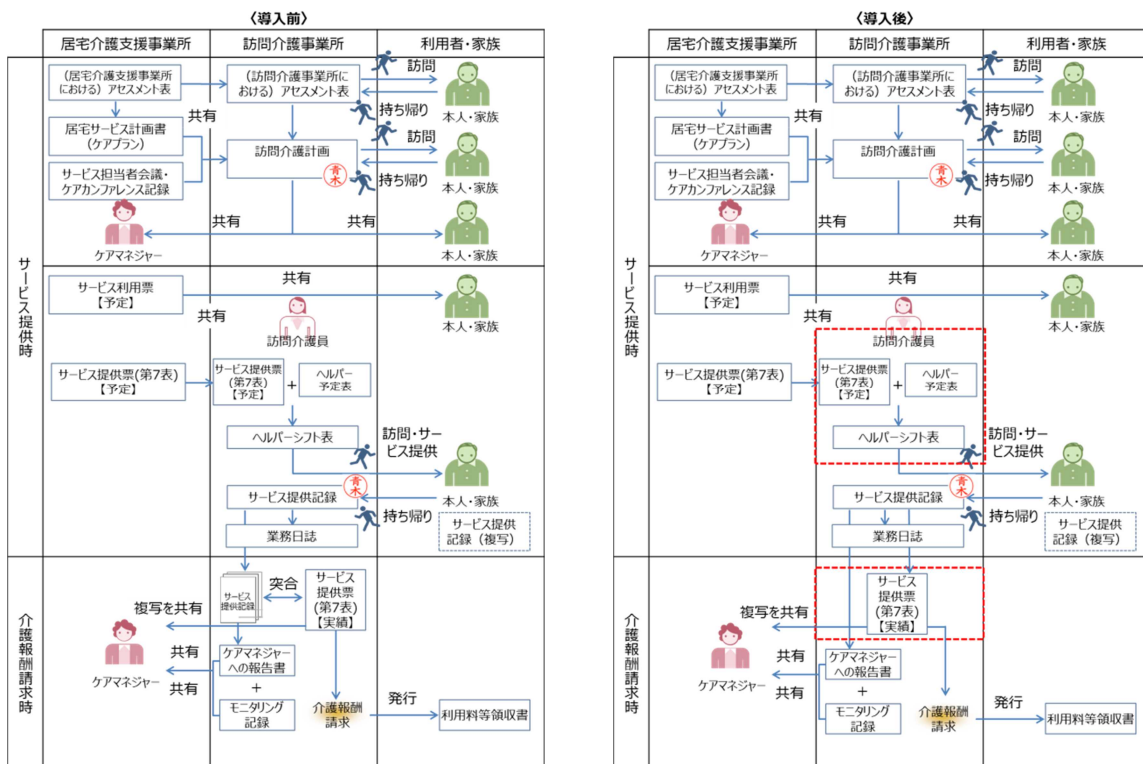 〈導入前〉
居宅介護支援事業所
訪問介護事業所
利用者・家族
サービス提供時
(居宅介護支援事業所
における) アセスメント表
(訪問介護事業所に
おける) アセスメント表
訪問
持ち帰り
本人・家族
共有
居宅サービス計画書
(ケアプラン)
サービス担当者会議・
ケアカンファレンス記録
訪問介護計画
青木
訪問
持ち帰り
本人・家族
共有
共有
ケアマネジャー
本人・家族
サービス利用票
【予定】
共有
共有
訪問介護員
本人・家族
サービス提供票(第7表)
【予定】
サービス提供票
(第7表)
【予定】
+
ヘルパー
予定表
ヘルパーシフト表
訪問・サー
ビス提供
本人・家族
サービス提供記録
青木
持ち帰り
サービス提供
記録(複写)
業務日誌
介護報酬請求時
サービス
提供記録
突合
サービス
提供票
(第7表)
【実績】
複写を共有
共有
共有
ケアマネジャー
ケアマネジャー
への報告書
+
モニタリング
記録
介護報酬
請求
発行
利用料等領収書
〈導入後〉
居宅介護支援事業所
訪問介護事業所
利用者・家族
サービス提供時
(居宅介護支援事業所
における) アセスメント表
(訪問介護事業所に
おける) アセスメント表
訪問
持ち帰り
本人・家族
共有
居宅サービス計画書
(ケアプラン)
サービス担当者会議・
ケアカンファレンス記録
訪問介護計画
青木
訪問
持ち帰り
本人・家族
共有
共有
ケアマネジャー
本人・家族
サービス利用票
【予定】
共有
共有
訪問介護員
本人・家族
サービス提供票(第7表)
【予定】
サービス提供票
(第7表)
【予定】
+
ヘルパー
予定表
ヘルパーシフト表
訪問・サー
ビス提供
本人・家族
サービス提供記録
青木
持ち帰り
サービス提供
記録(複写)
業務日誌
介護報酬請求時
サービス
提供票
(第7表)
【実績】
複写を共有
共有
共有
ケアマネジャー
ケアマネジャー
への報告書
+
モニタリング
記録
介護報酬
請求
発行
利用料等領収書